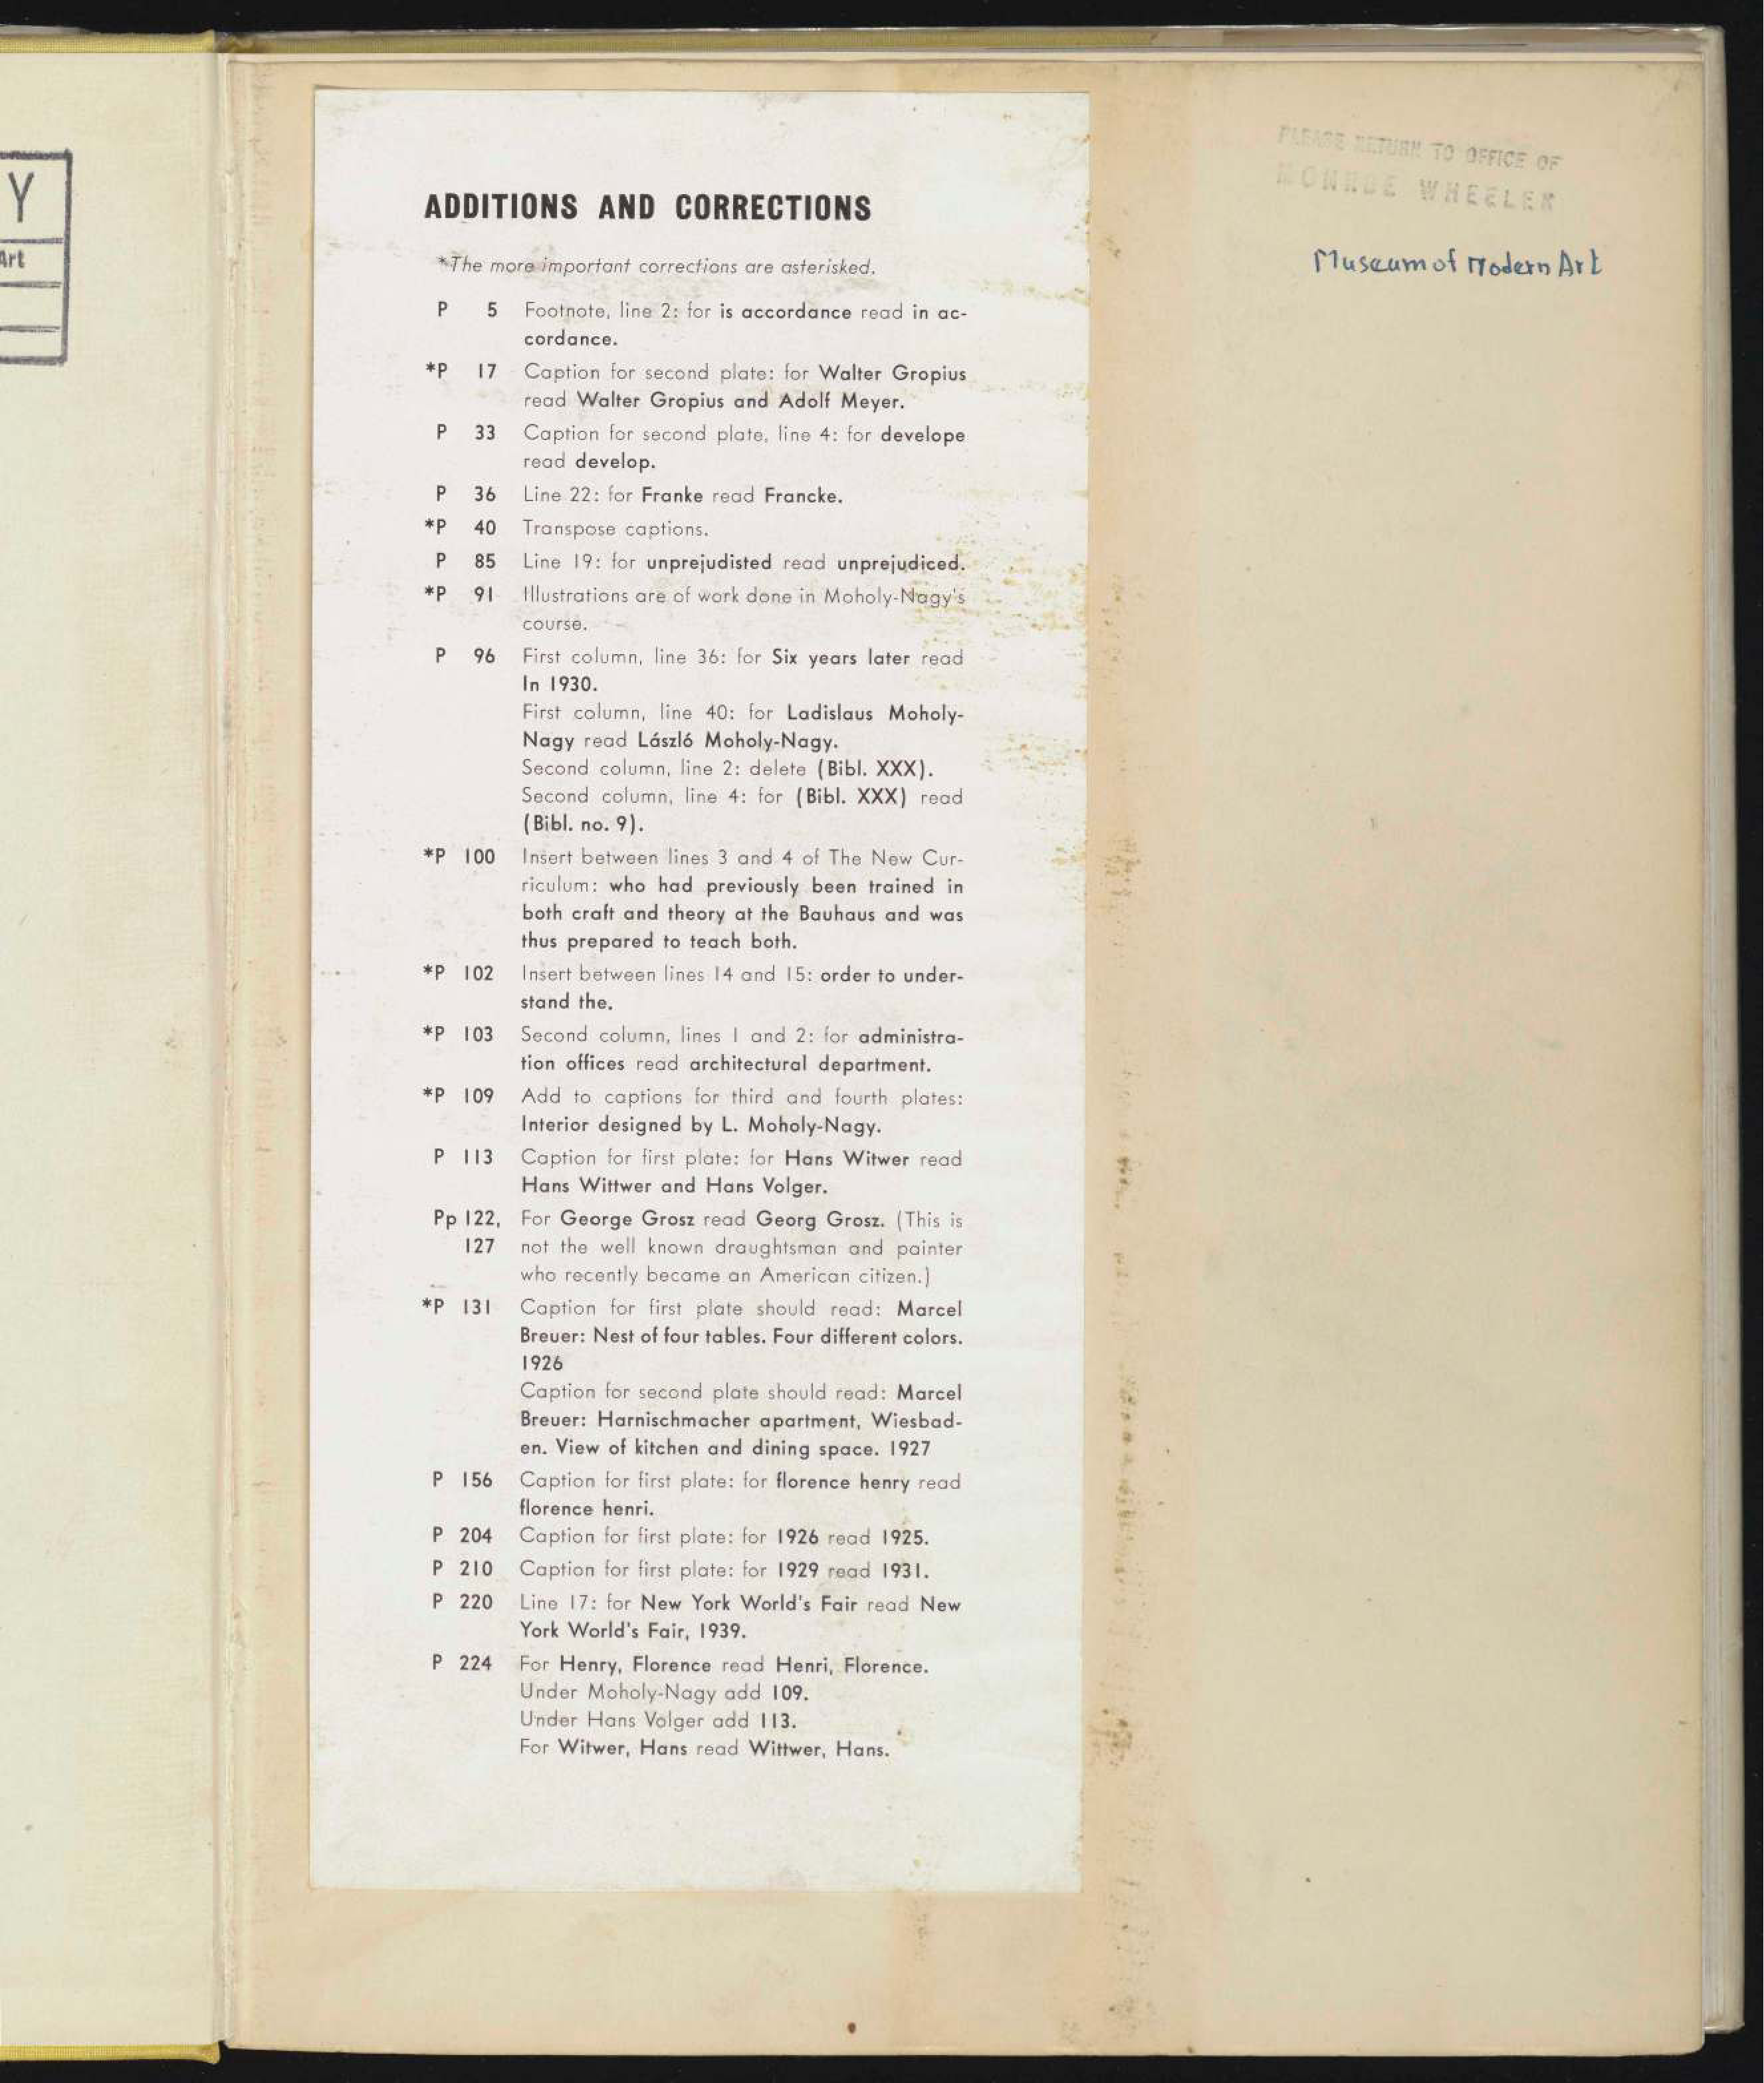 Y
Art
PLEASE RETURN TO OFFICE OF
MONROE WHEELER
Museum of Modern Art
ADDITIONS AND CORRECTIONS
*The more important corrections are asterisked.
P 5 Footnote, line 2: for is accordance read in ac-
cordance.
*P 17 Caption for second plate: for Walter Gropius
read Walter Gropius and Adolf Meyer.
P 33 Caption for second plate, line 4: for develope
read develop.
P 36 Line 22: for Franke read Francke.
*P 40 Transpose captions.
P 85 Line 19: for unprejudisted read unprejudiced.
*P 91 Illustrations are of work done in Moholy-Nagy's
course.
P 96 First column, line 36: for Six years later read
In 1930.
First column, line 40: for Ladislaus Moholy-
Nagy read László Moholy-Nagy.
Second column, line 2: delete (Bibl. XXX).
Second column, line 4: for (Bibl. XXX) read
(Bibl. no. 9).
*P 100 Insert between lines 3 and 4 of The New Cur-
riculum: who had previously been trained in
both craft and theory at the Bauhaus and was
thus prepared to teach both.
*P 102 Insert between lines 14 and 15: order to under-
stand the.
*P 103 Second column, lines 1 and 2: for administra-
tion offices read architectural department.
*P 109 Add to captions for third and fourth plates:
Interior designed by L. Moholy-Nagy.
P 113 Caption for first plate: for Hans Witwer read
Hans Wittwer and Hans Volger.
Pp 122, For George Grosz read Georg Grosz. (This is
127 not the well known draughtsman and painter
who recently became an American citizen.)
*P 131 Caption for first plate should read: Marcel
Breuer: Nest of four tables. Four different colors.
1926
Caption for second plate should read: Marcel
Breuer: Harnischmacher apartment, Wiesbad-
en. View of kitchen and dining space. 1927
P 156 Caption for first plate: for florence henry read
florence henri.
P 204 Caption for first plate: for 1926 read 1925.
P 210 Caption for first plate: for 1929 read 1931.
P 220 Line 17: for New York World's Fair read New
York World's Fair, 1939.
P 224 For Henry, Florence read Henri, Florence.
Under Moholy-Nagy add 109.
Under Hans Volger add 113.
For Witwer, Hans read Wittwer, Hans.